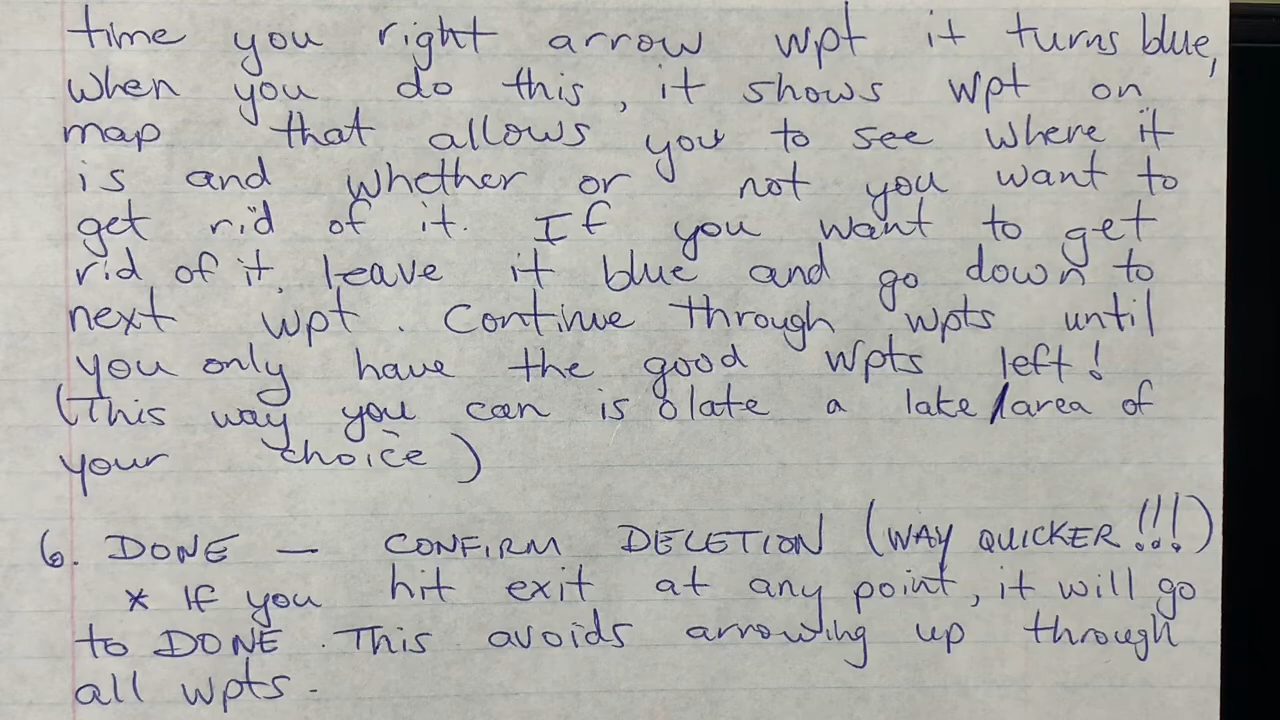 time you right arrow wpt it turns blue,
when you do this, it shows wpt on
map that allows you to see where it
is and whether or not you want to
get rid of it. If you want to get
rid of it, leave it blue and go down to
next wpt. Continue through wpts until
you only have the good wpts left!
(This way you can isolate a lake/area of
your choice)
6. DONE — CONFIRM DELETION (WAY QUICKER!!!)
* If you hit exit at any point, it will go
to DONE. This avoids arrowing up through
all wpts.